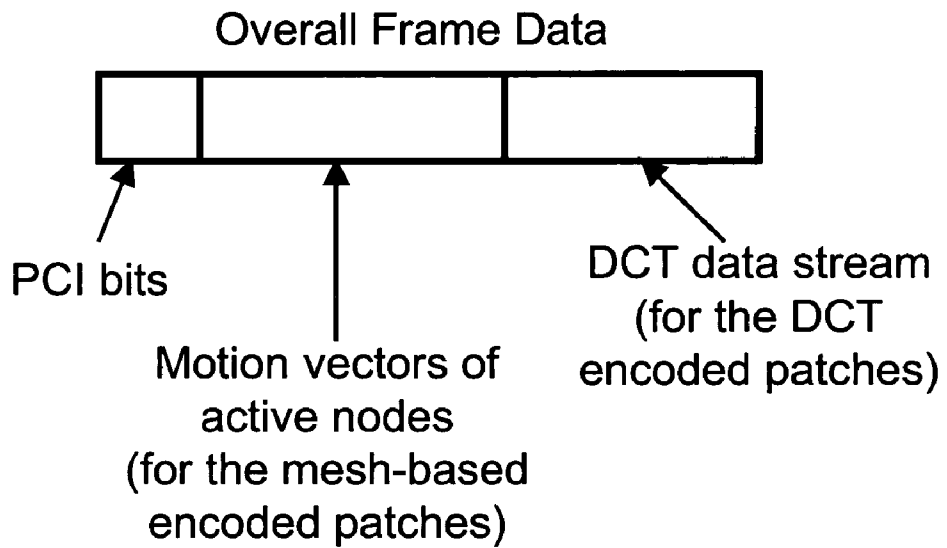 Overall Frame Data
PCI bits
Motion vectors of
active nodes
(for the mesh-based
encoded patches)
DCT data stream
(for the DCT
encoded patches)